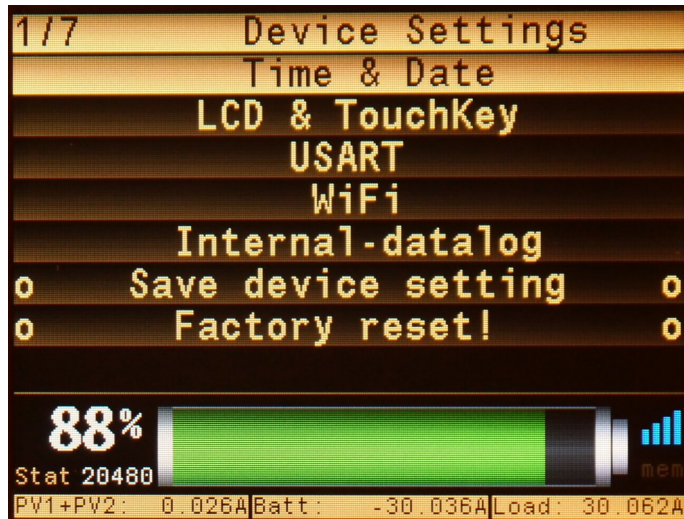 1/7 Device Settings
Time & Date
LCD & TouchKey
USART
WiFi
Internal-datalog
o Save device setting o
o Factory reset! o
88%
Stat 20480
mem
PV1+PV2: 0.026A Batt: -30.036A Load: 30.062A